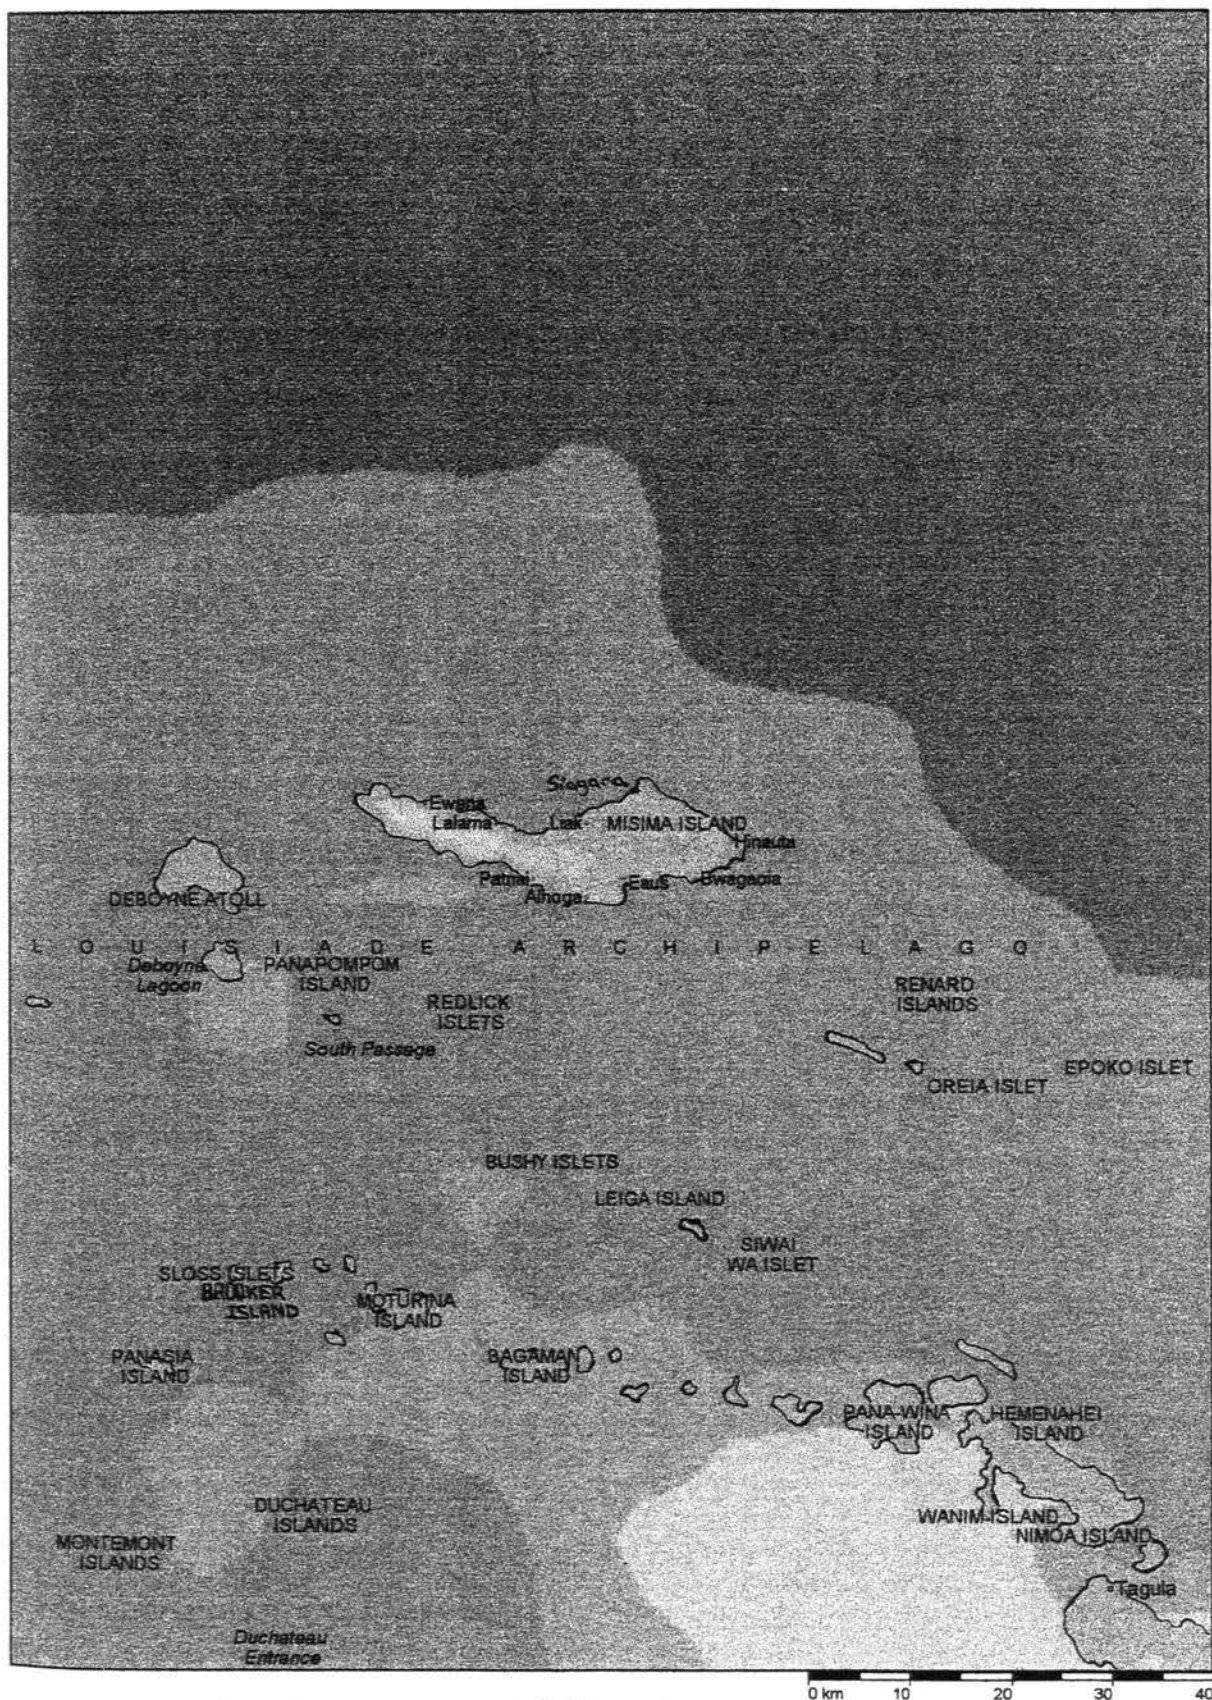 Siagara
Ewena
Lalama
Liak
MISIMA ISLAND
Hinauta
Patnai
Alhoga
Eaus
Bwagaoia
DEBOYNE ATOLL
LOUISIADE ARCHIPELAGO
Deboyne
Lagoon
PANAPOMPOM
ISLAND
REDLICK
ISLETS
RENARD
ISLANDS
South Passage
OREIA ISLET
EPOKO ISLET
BUSHY ISLETS
LEIGA ISLAND
SIWAI
WA ISLET
SLOSS ISLETS
BROOKER
ISLAND
MOTURINA
ISLAND
PANASIA
ISLAND
BAGAMAN
ISLAND
PANA-WINA
ISLAND
HEMENAHEI
ISLAND
DUCHATEAU
ISLANDS
WANIM ISLAND
NIMOA ISLAND
MONTEMONT
ISLANDS
Tagula
Duchateau
Entrance
0 km 10 20 30 40